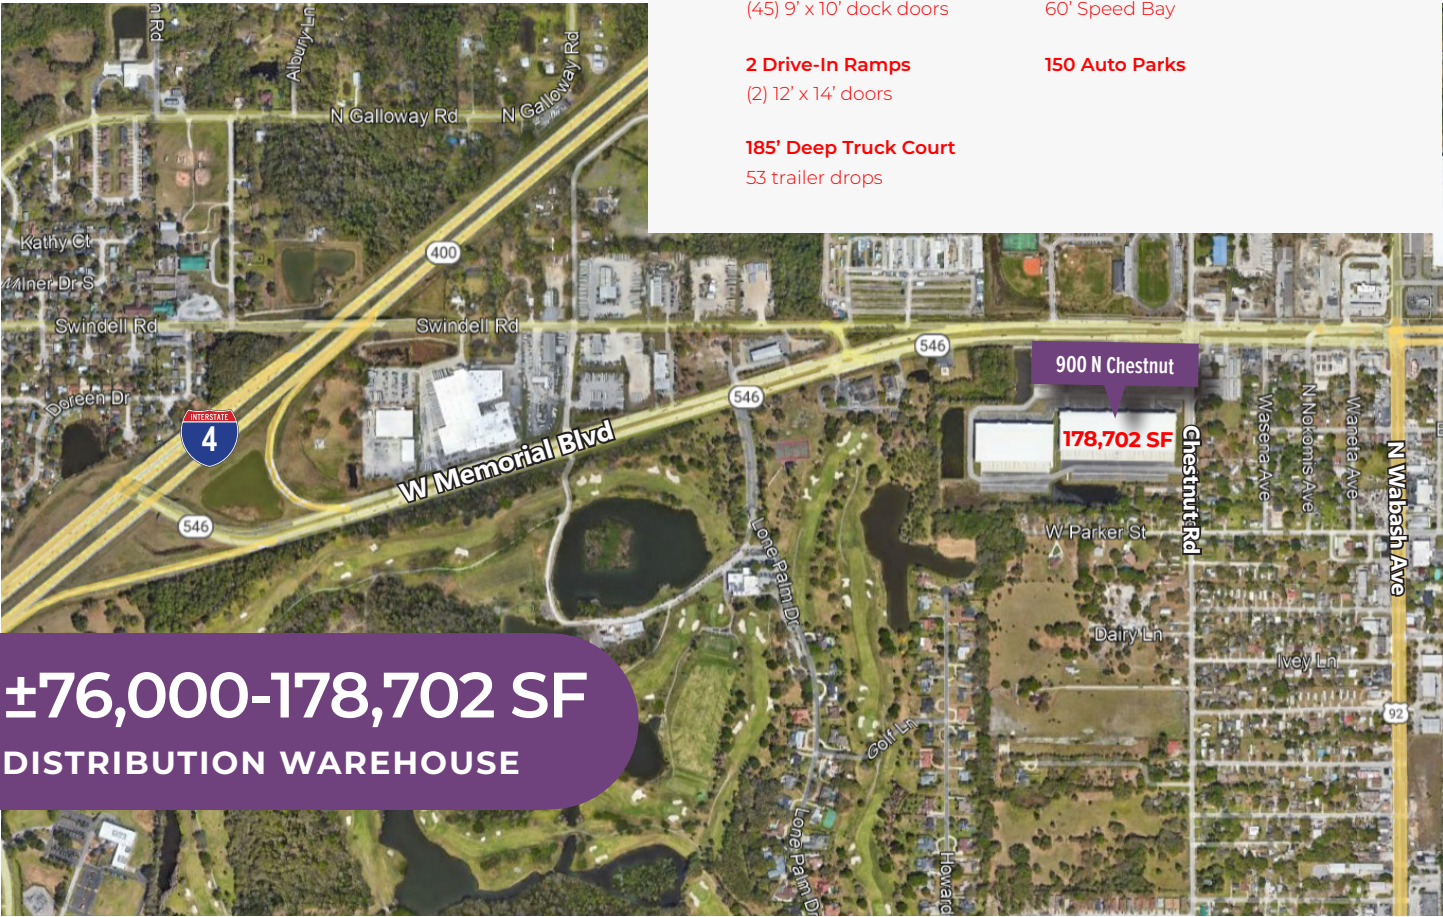 (45) 9’ x 10’ dock doors
60’ Speed Bay
2 Drive-In Ramps
150 Auto Parks
(2) 12’ x 14’ doors
185’ Deep Truck Court
53 trailer drops
n Rd
Albury Ln
N Galloway Rd
N Galloway Rd
Kathy Ct
400
Milner Dr S
Swindell Rd
Swindell Rd
546
900 N Chestnut
Doreen Dr
546
INTERSTATE
4
W Memorial Blvd
178,702 SF
Chestnut Rd
Wasena Ave
N Nokomis Ave
Waneta Ave
N Wabash Ave
546
Lone Palm Dr
W Parker St
Dairy Ln
Ivey Ln
±76,000-178,702 SF
DISTRIBUTION WAREHOUSE
92
Golf Ln
Lone Palm Dr
Howard